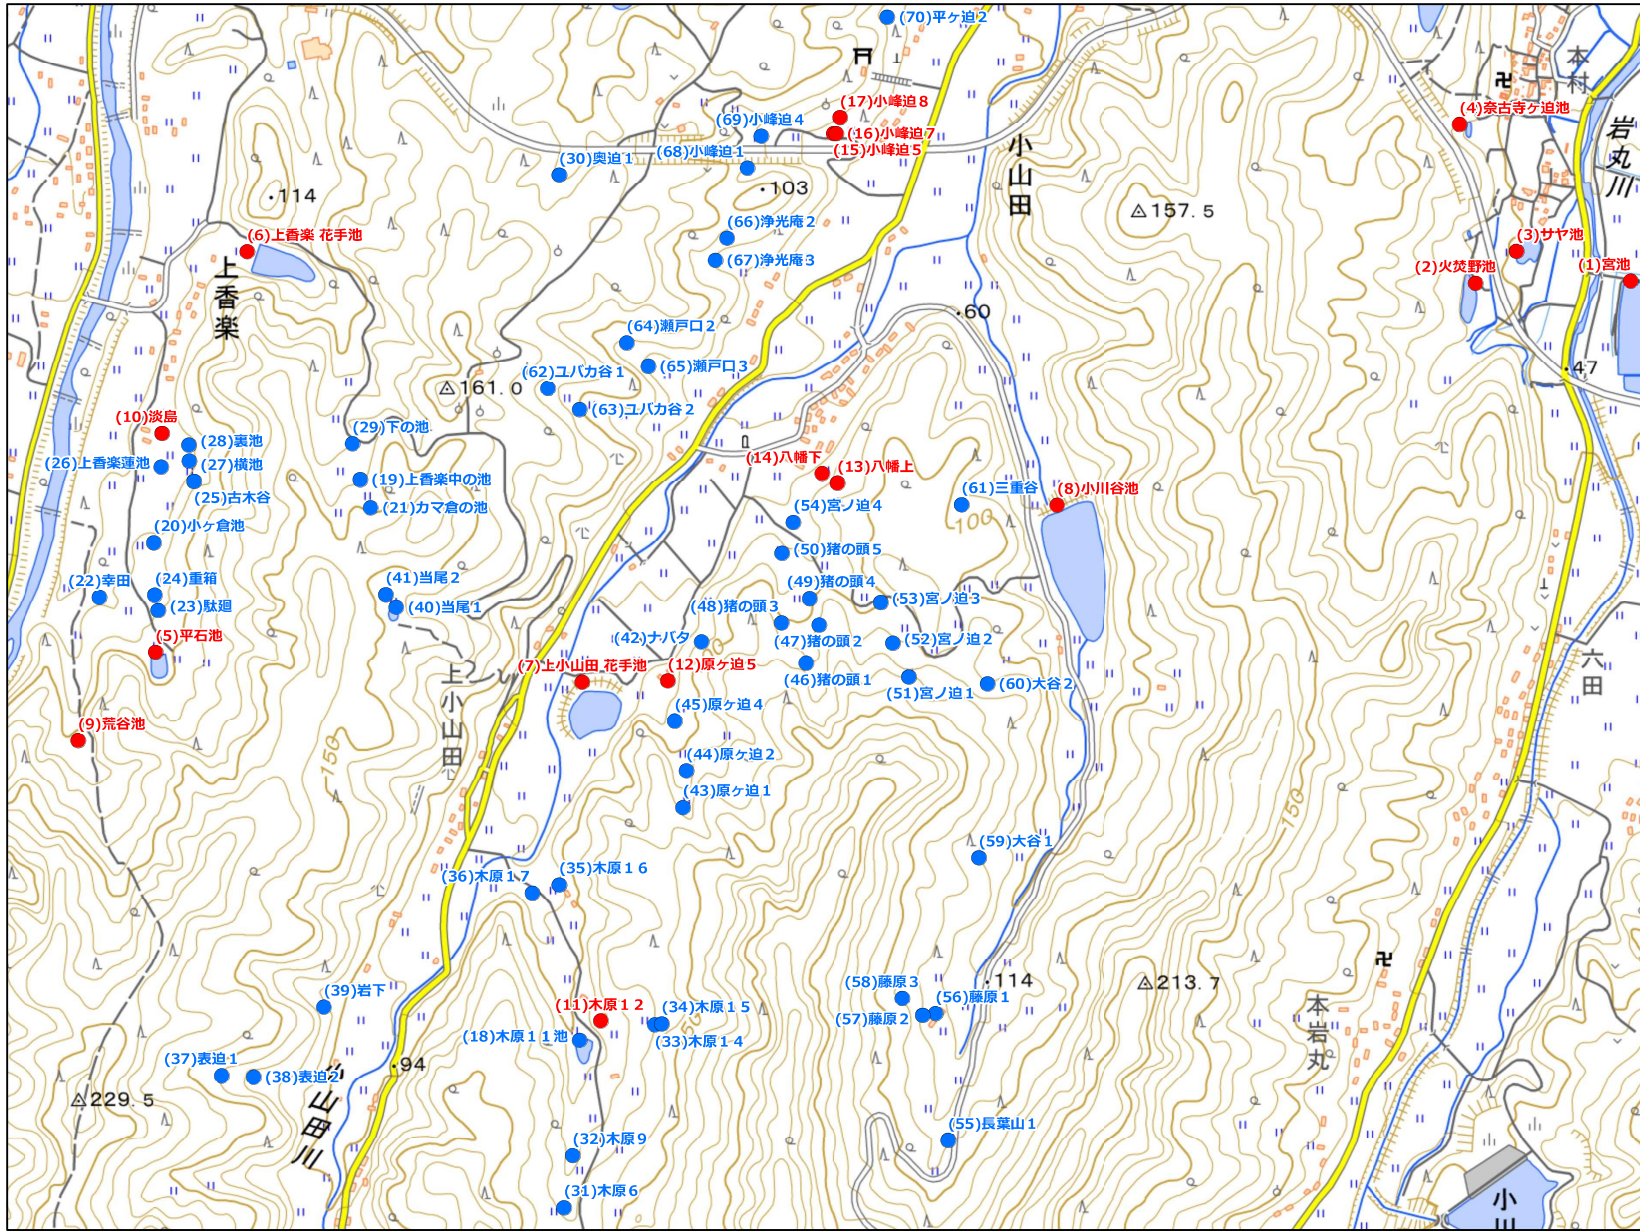 (70)平ヶ迫２
(17)小峰迫８
(69)小峰迫４
(16)小峰迫７
(15)小峰迫５
(68)小峰迫１
(30)奥迫１
(4)奈古寺ヶ迫池
本村
岩丸川
小山田
114
103
157.5
(66)浄光庵２
(67)浄光庵３
(6)上香楽 花手池
上香楽
(3)サヤ池
(2)火焚野池
(1)宮池
60
47
(64)瀬戸口２
(65)瀬戸口３
(62)ユバカ谷１
(63)ユバカ谷２
161.0
(10)淡島
(28)裏池
(27)横池
(26)上香楽蓮池
(25)古木谷
(29)下の池
(19)上香楽中の池
(21)カマ倉の池
(14)八幡下
(13)八幡上
(61)三重谷
(8)小川谷池
100
(54)宮ノ迫４
(50)猪の頭５
(49)猪の頭４
(53)宮ノ迫３
(48)猪の頭３
(47)猪の頭２
(52)宮ノ迫２
(46)猪の頭１
(51)宮ノ迫１
(60)大谷２
(20)小ヶ倉池
(22)幸田
(24)重箱
(23)駄廻
(5)平石池
(9)荒谷池
(41)当尾２
(40)当尾１
(42)ナバタ
(7)上小山田 花手池
(12)原ヶ迫５
(45)原ヶ迫４
(44)原ヶ迫２
(43)原ヶ迫１
上小山田
六田
150
150
(59)大谷１
(35)木原１６
(36)木原１７
(58)藤原３
(56)藤原１
(57)藤原２
114
213.7
本岩丸
(39)岩下
(11)木原１２
(34)木原１５
(33)木原１４
(18)木原１１池
(37)表迫１
(38)表迫２
94
229.5
小山田川
(32)木原９
(31)木原６
(55)長葉山１
小川